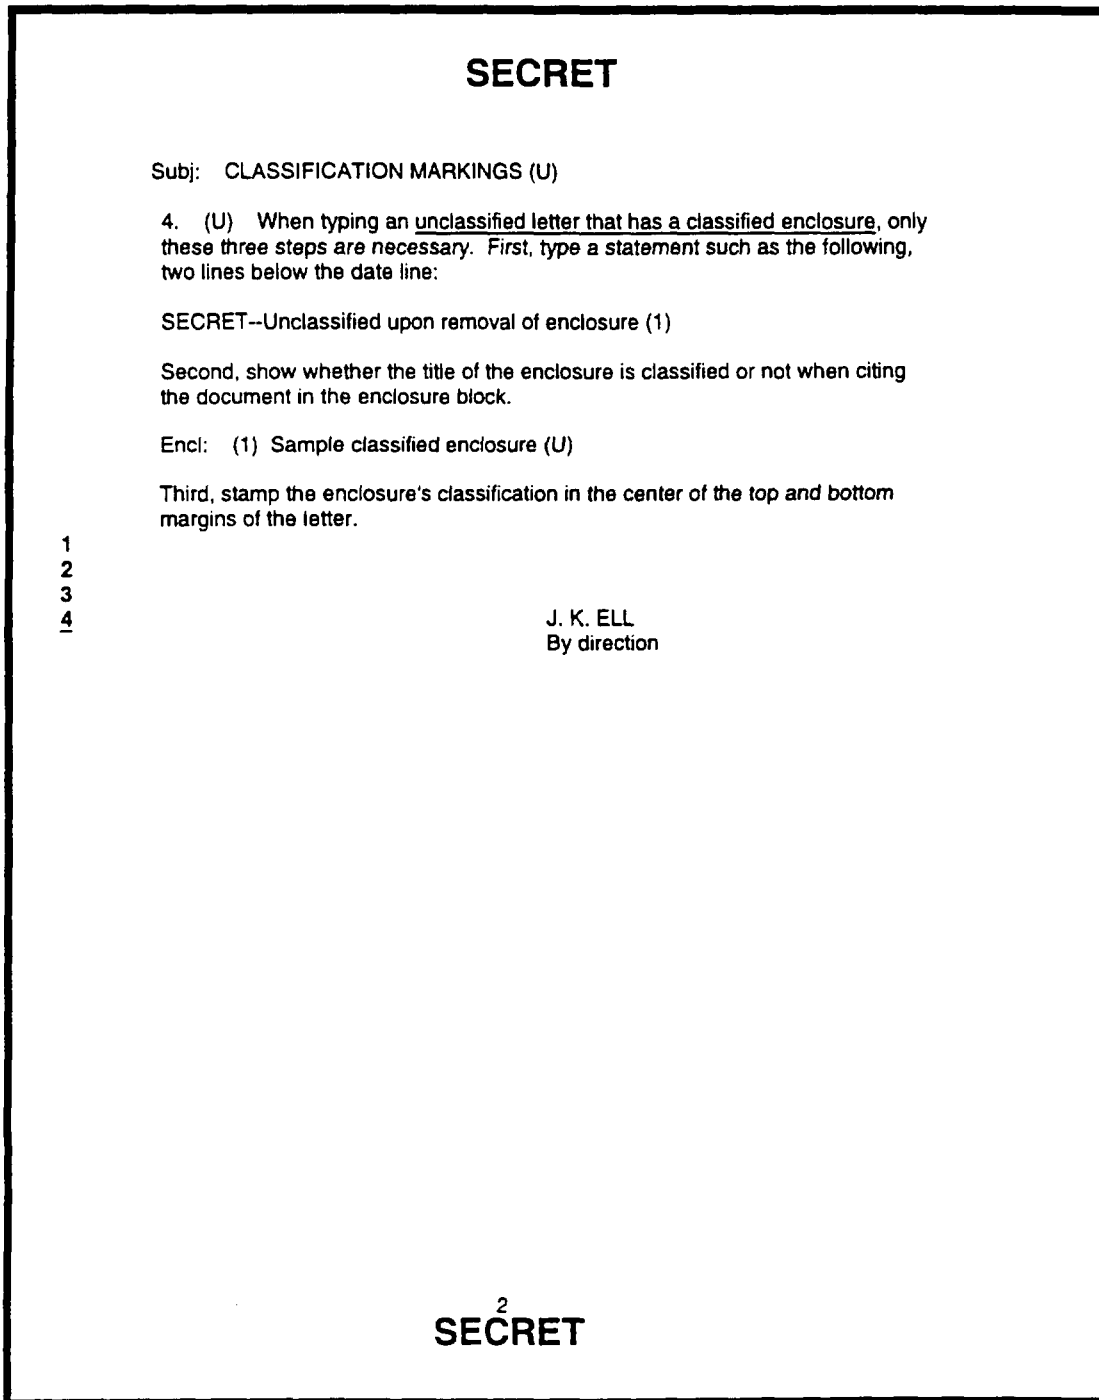 SECRET
Subj: CLASSIFICATION MARKINGS (U)
4. (U) When typing an unclassified letter that has a classified enclosure, only
these three steps are necessary. First, type a statement such as the following,
two lines below the date line:
SECRET--Unclassified upon removal of enclosure (1)
Second, show whether the title of the enclosure is classified or not when citing
the document in the enclosure block.
Encl: (1) Sample classified enclosure (U)
Third, stamp the enclosure's classification in the center of the top and bottom
margins of the letter.
1
2
3
4
J. K. ELL
By direction
2
SECRET